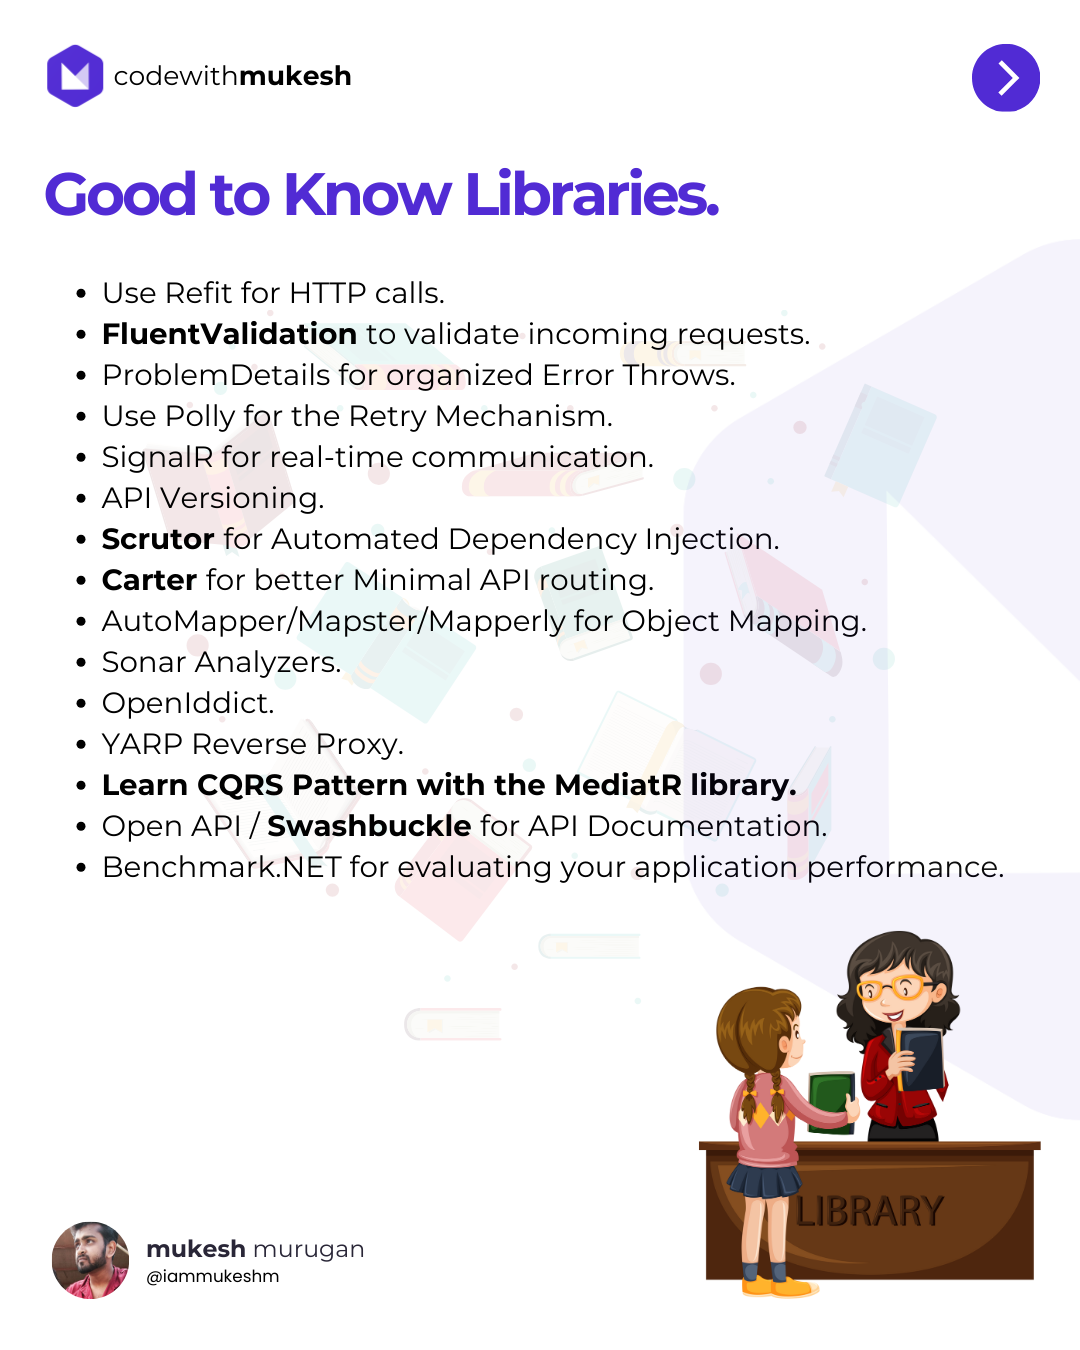 codewithmukesh
Good to Know Libraries.
• Use Refit for HTTP calls.
• FluentValidation to validate incoming requests.
• ProblemDetails for organized Error Throws.
• Use Polly for the Retry Mechanism.
• SignalR for real-time communication.
• API Versioning.
• Scrutor for Automated Dependency Injection.
• Carter for better Minimal API routing.
• AutoMapper/Mapster/Mapperly for Object Mapping.
• Sonar Analyzers.
• OpenIddict.
• YARP Reverse Proxy.
• Learn CQRS Pattern with the MediatR library.
• Open API / Swashbuckle for API Documentation.
• Benchmark.NET for evaluating your application performance.
LIBRARY
mukesh murugan
@iammukeshm